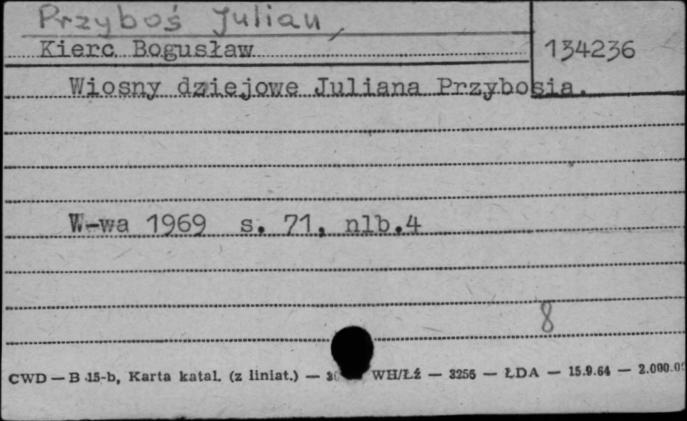 Przyboś Julian,
Kierc Bogusław
134236
Wiosny dziejowe Juliana Przybosia.
W-wa 1969 s. 71, nlb.4
8
CWD — B 15-b, Karta katal. (z liniat.) — WH/Łź — 3256 — ŁDA — 15.9.64 — 2.000.0